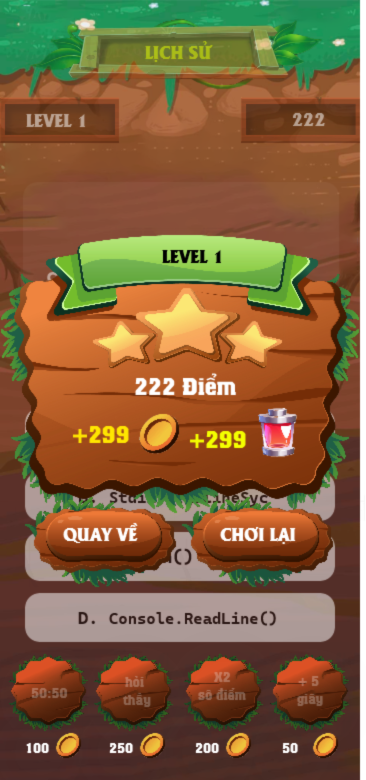 LỊCH SỬ
LEVEL 1
222
LEVEL 1
222 Điểm
+299
+299
QUAY VỀ
CHƠI LẠI
D. Console.ReadLine()
50:50
hỏi
thầy
X2
số điểm
+ 5
giây
100
250
200
50